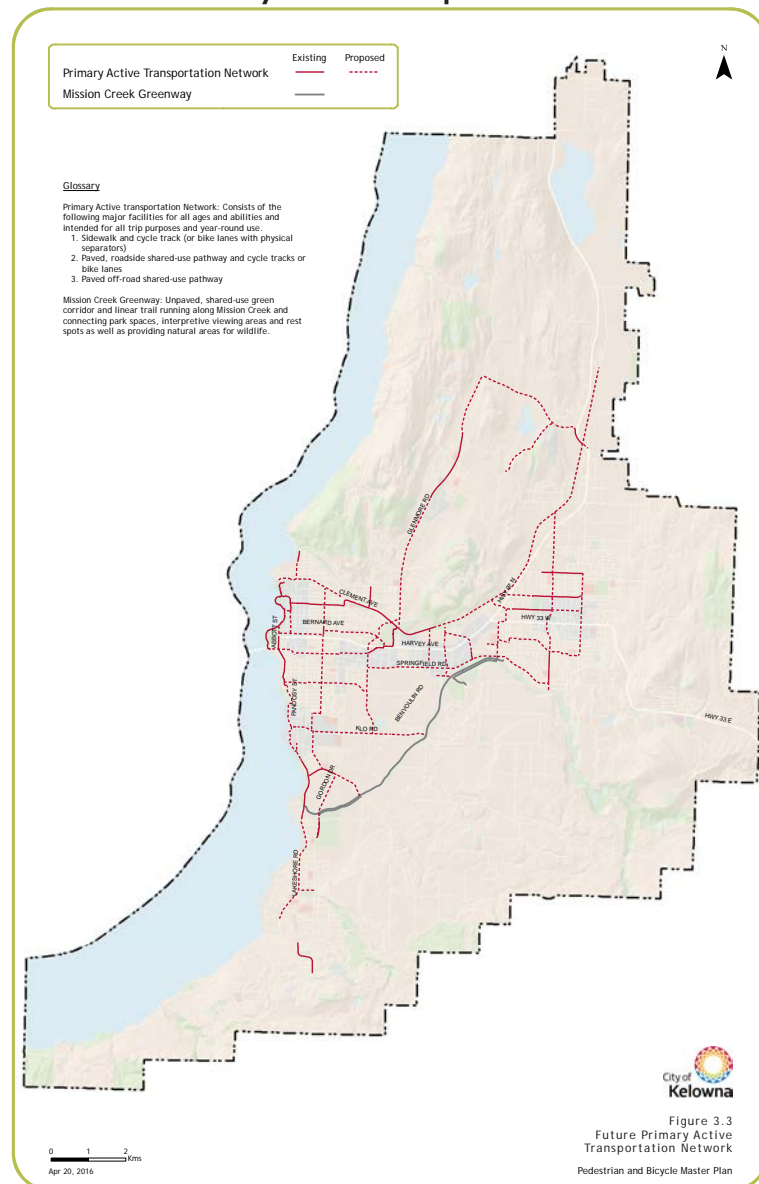 Existing Proposed
Primary Active Transportation Network
Mission Creek Greenway
N
Glossary
Primary Active transportation Network: Consists of the
following major facilities for all ages and abilities and
intended for all trip purposes and year-round use.
1. Sidewalk and cycle track (or bike lanes with physical
separators)
2. Paved, roadside shared-use pathway and cycle tracks or
bike lanes
3. Paved off-road shared-use pathway
Mission Creek Greenway: Unpaved, shared-use green
corridor and linear trail running along Mission Creek and
connecting park spaces, interpretive viewing areas and rest
spots as well as providing natural areas for wildlife.
GLENMORE RD
CLEMENT AVE
HWY 97 N
ABBOTT ST
BERNARD AVE
HWY 33 W
HARVEY AVE
SPRINGFIELD RD
PANDOSY ST
BENVOULIN RD
HWY 33 E
KLO RD
GORDON DR
LAKESHORE RD
City of
Kelowna
Figure 3.3
Future Primary Active
Transportation Network
Pedestrian and Bicycle Master Plan
0 1 2
Kms
Apr 20, 2016